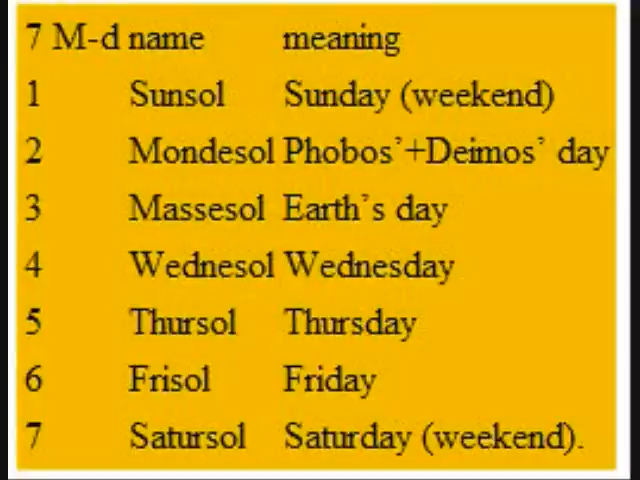 7 M-d name meaning
1 Sunsol Sunday (weekend)
2 Mondesol Phobos’+Deimos’ day
3 Massesol Earth’s day
4 Wednesol Wednesday
5 Thursol Thursday
6 Frisol Friday
7 Satursol Saturday (weekend).